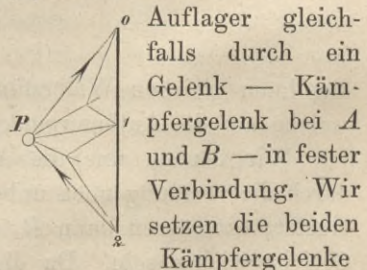 0
Auflager gleich-
falls durch ein
Gelenk — Käm-
P
1
pfergelenk bei A
und B — in fester
Verbindung. Wir
setzen die beiden
2
Kämpfergelenke